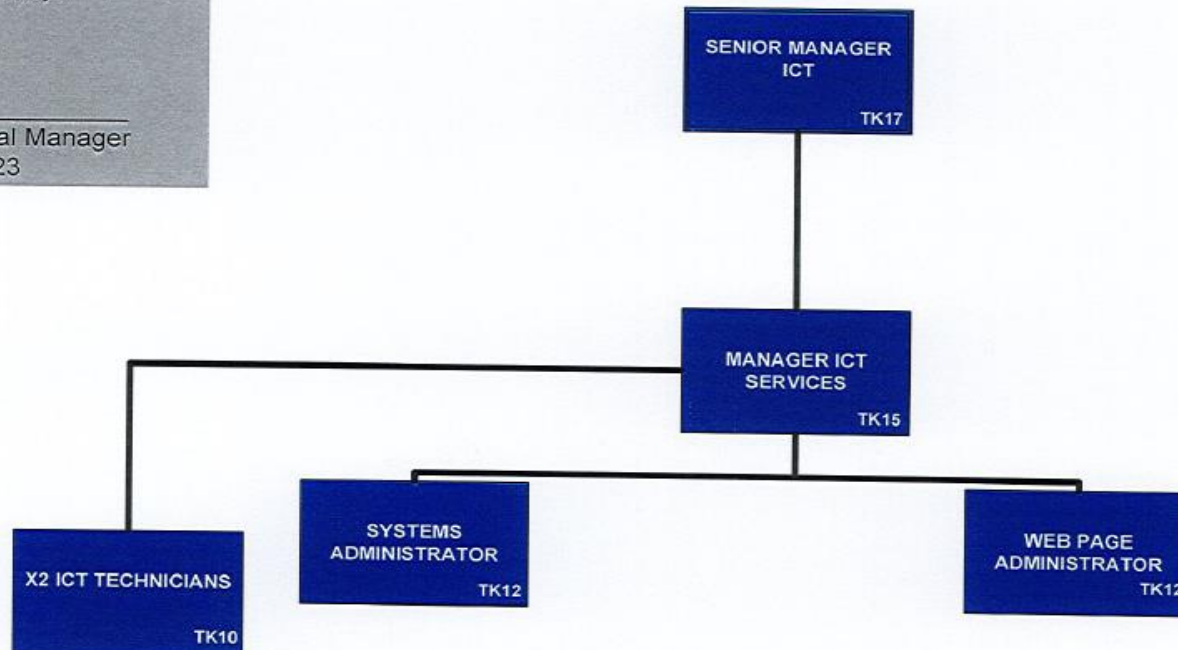 al Manager
23
SENIOR MANAGER
ICT
TK17
MANAGER ICT
SERVICES
TK15
X2 ICT TECHNICIANS
TK10
SYSTEMS
ADMINISTRATOR
TK12
WEB PAGE
ADMINISTRATOR
TK12